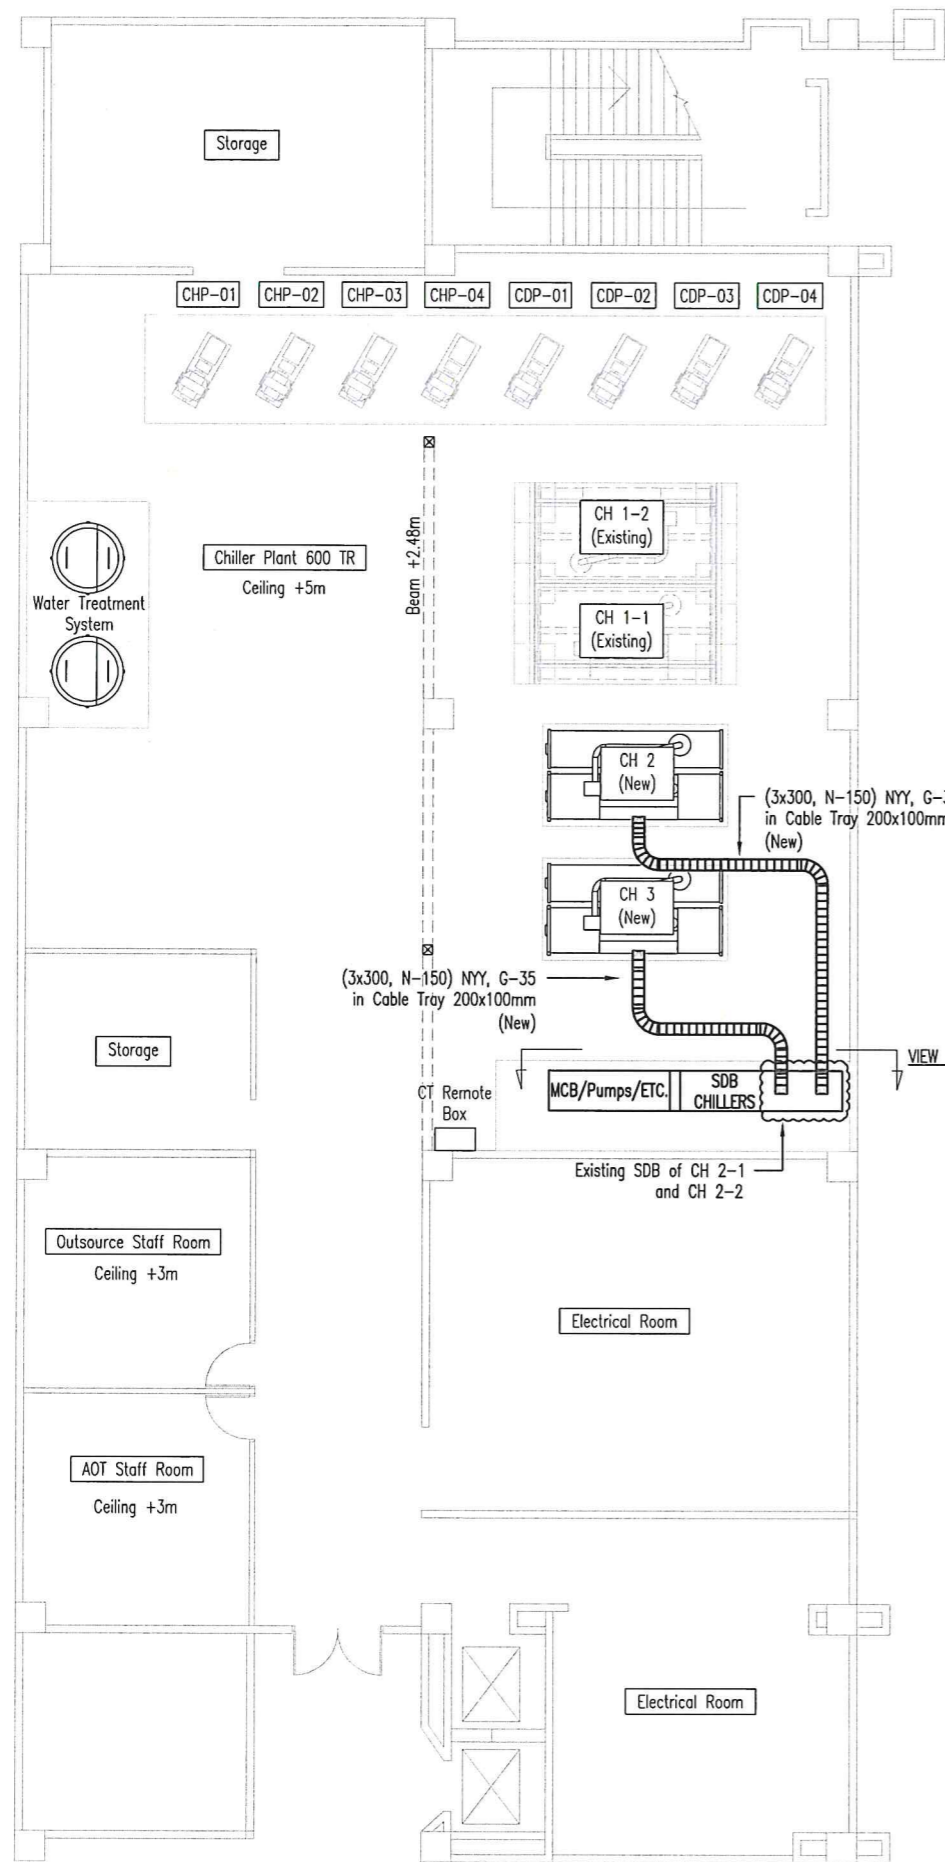 Storage
CHP-01
CHP-02
CHP-03
CHP-04
CDP-01
CDP-02
CDP-03
CDP-04
Water Treatment
System
Chiller Plant 600 TR
Ceiling +5m
Beam +2.48m
CH 1-2
(Existing)
CH 1-1
(Existing)
CH 2
(New)
(3x300, N-150) NYY, G-3
in Cable Tray 200x100mm
(New)
CH 3
(New)
(3x300, N-150) NYY, G-35
in Cable Tray 200x100mm
(New)
Storage
VIEW
MCB/Pumps/ETC.
SDB
CHILLERS
CT Remote
Box
Existing SDB of CH 2-1
and CH 2-2
Outsource Staff Room
Ceiling +3m
Electrical Room
AOT Staff Room
Ceiling +3m
Electrical Room